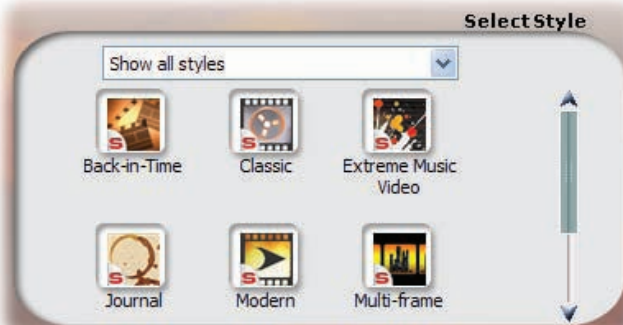 Select Style
Show all styles
Back-in-Time
Classic
Extreme Music
Video
S
S
S
Journal
Modern
Multi-frame
S
S
S